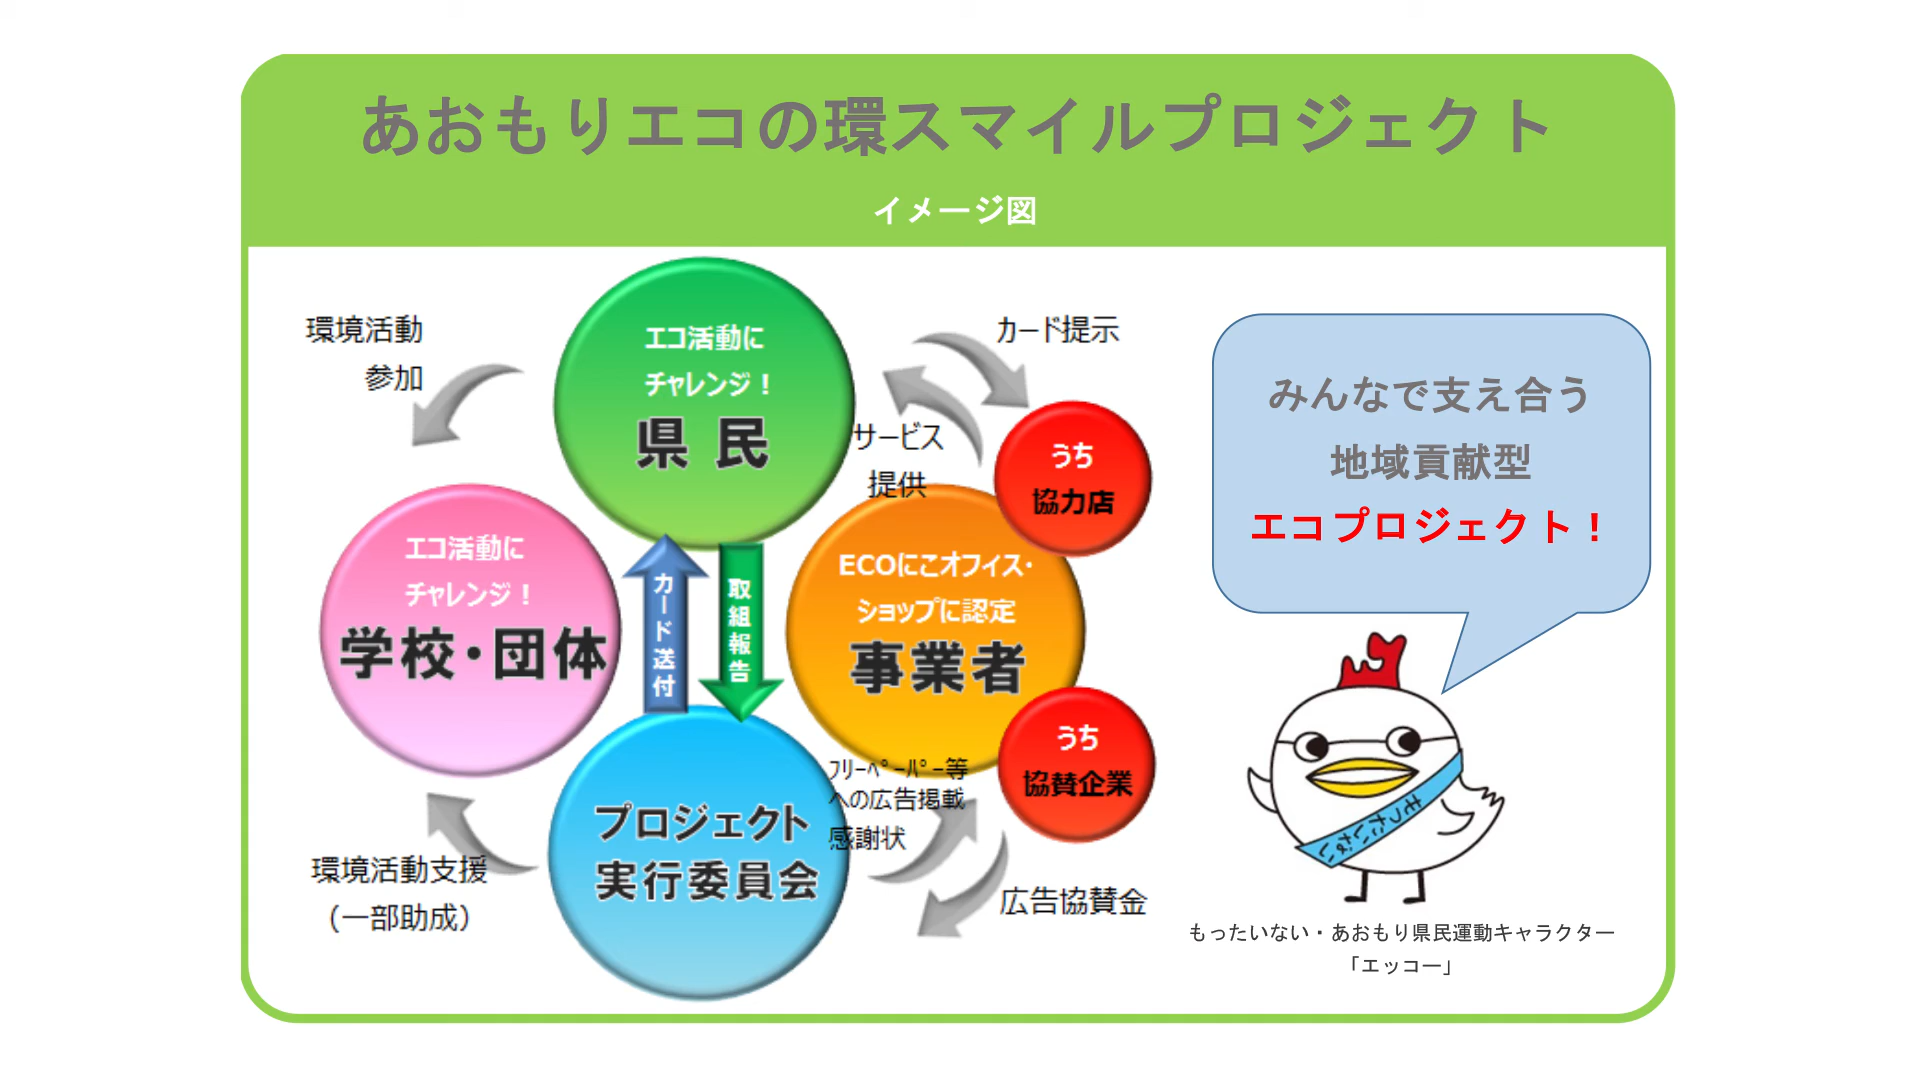 あおもりエコの環スマイルプロジェクト
イメージ図
環境活動
参加
エコ活動に
チャレンジ！
県 民
カード提示
サービス
提供
うち
協力店
エコ活動に
チャレンジ！
学校・団体
カード送付
取組報告
ECOにこオフィス・
ショップに認定
事業者
うち
協賛企業
プロジェクト
実行委員会
ﾌﾘｰﾍﾟｰﾊﾟｰ等
への広告掲載
感謝状
環境活動支援
（一部助成）
広告協賛金
みんなで支え合う
地域貢献型
エコプロジェクト！
もったいない
もったいない・あおもり県民運動キャラクター
「エッコー」